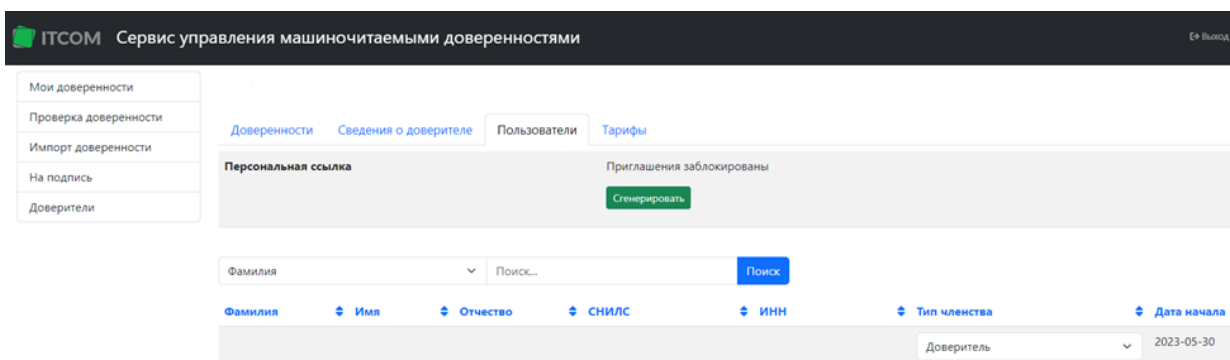 ITCOM Сервис управления машиночитаемыми доверенностями
Выход
Мои доверенности
Проверка доверенности
Импорт доверенности
На подпись
Доверители
Доверенности Сведения о доверителе Пользователи Тарифы
Персональная ссылка Приглашения заблокированы
Сгенерировать
Фамилия Поиск... Поиск
Фамилия Имя Отчество СНИЛС ИНН Тип членства Дата начала
Доверитель 2023-05-30